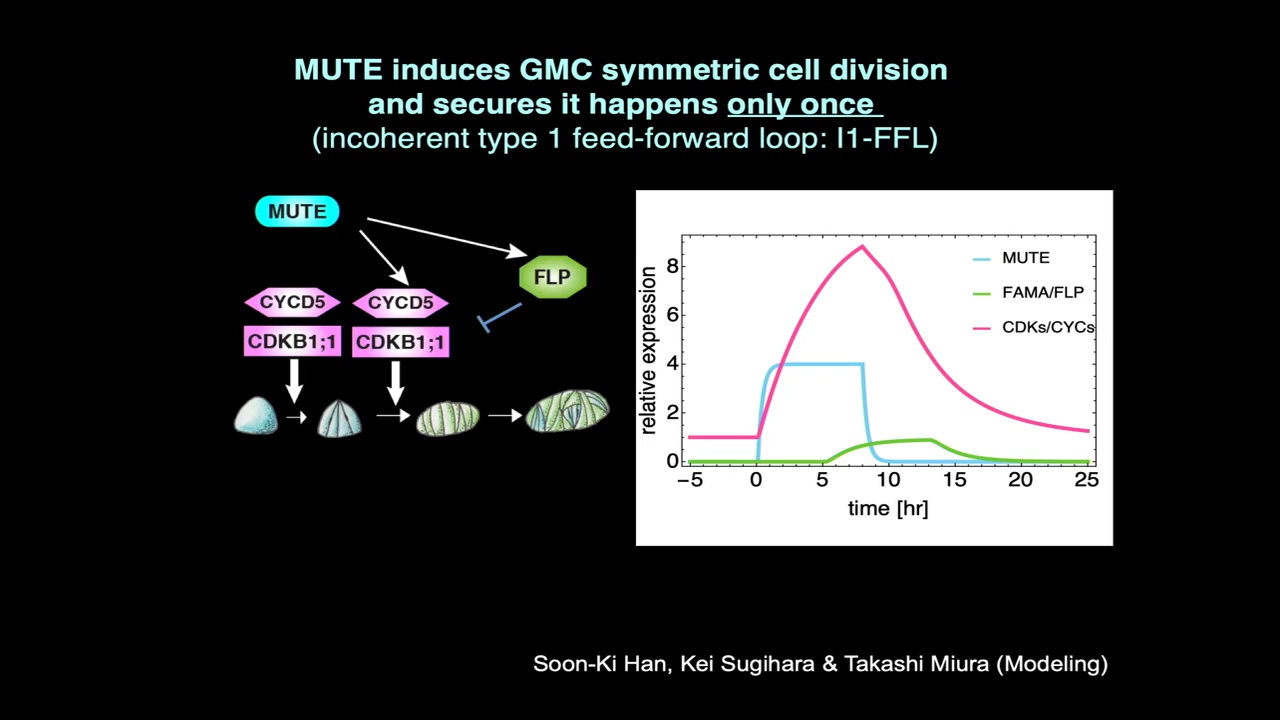 MUTE induces GMC symmetric cell division
and secures it happens only once
(incoherent type 1 feed-forward loop: I1-FFL)
MUTE
FLP
CYCD5 CYCD5
CDKB1;1 CDKB1;1
relative expression
8
6
4
2
0
−5 0 5 10 15 20 25
time [hr]
MUTE
FAMA/FLP
CDKs/CYCs
Soon-Ki Han, Kei Sugihara & Takashi Miura (Modeling)